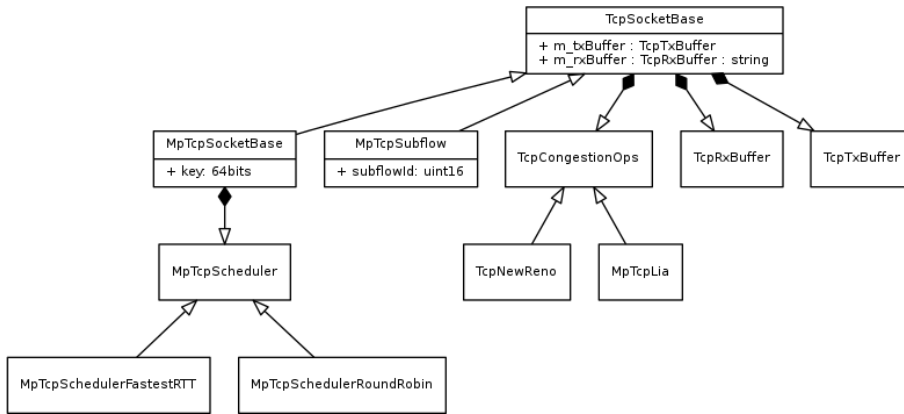 TcpSocketBase
+ m_txBuffer : TcpTxBuffer
+ m_rxBuffer : TcpRxBuffer : string
MpTcpSocketBase
+ key: 64bits
MpTcpSubflow
+ subflowId: uint16
TcpCongestionOps
TcpRxBuffer
TcpTxBuffer
MpTcpScheduler
TcpNewReno
MpTcpLia
MpTcpSchedulerFastestRTT
MpTcpSchedulerRoundRobin